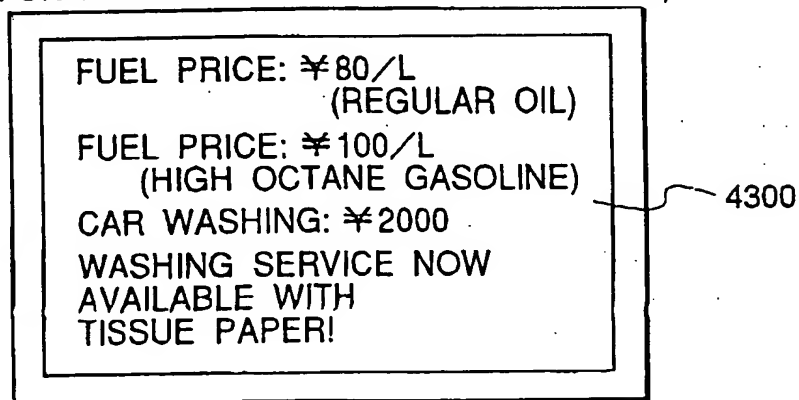 FUEL PRICE: ¥80/L
(REGULAR OIL)
FUEL PRICE: ¥100/L
(HIGH OCTANE GASOLINE)
4300
CAR WASHING: ¥2000
WASHING SERVICE NOW
AVAILABLE WITH
TISSUE PAPER!